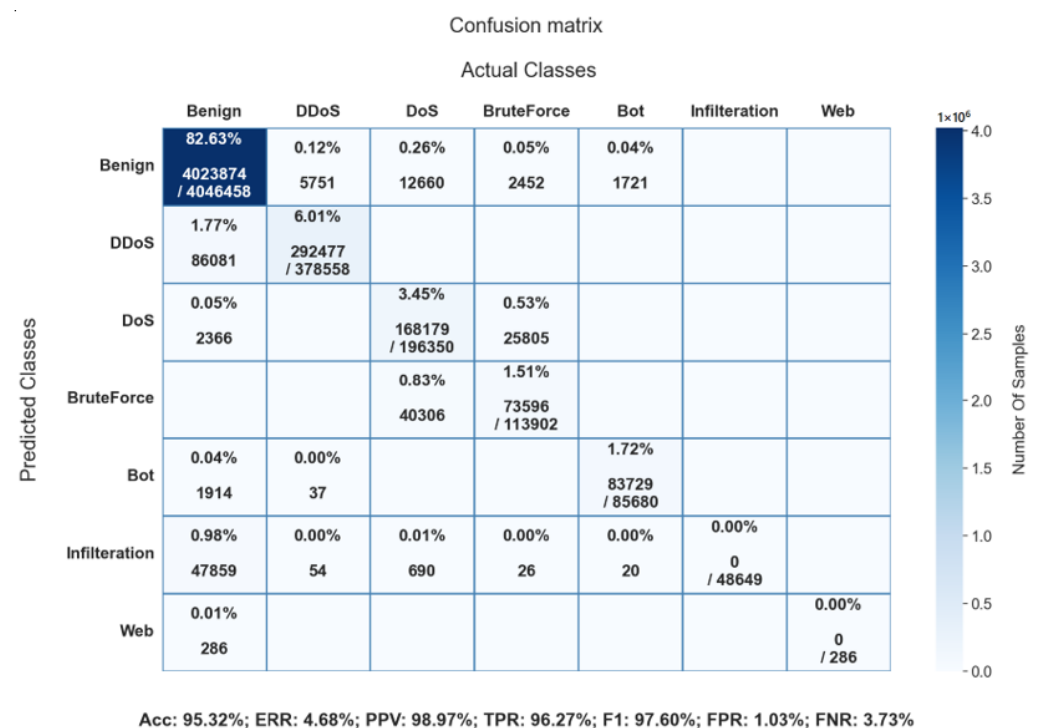 Confusion matrix
Actual Classes
Benign DDoS DoS BruteForce Bot Infilteration Web
Predicted Classes
Benign
82.63% 0.12% 0.26% 0.05% 0.04%
4023874 5751 12660 2452 1721
/ 4046458
DDoS
1.77% 6.01%
86081 292477
/ 378558
DoS
0.05% 3.45% 0.53%
2366 168179 25805
/ 196350
BruteForce
0.83% 1.51%
40306 73596
/ 113902
Bot
0.04% 0.00% 1.72%
1914 37 83729
/ 85680
Infilteration
0.98% 0.00% 0.01% 0.00% 0.00% 0.00%
47859 54 690 26 20 0
/ 48649
Web
0.01% 0.00%
286 0
/ 286
1×10⁶
4.0
3.5
3.0
2.5
2.0
1.5
1.0
0.5
0.0
Number Of Samples
Acc: 95.32%; ERR: 4.68%; PPV: 98.97%; TPR: 96.27%; F1: 97.60%; FPR: 1.03%; FNR: 3.73%